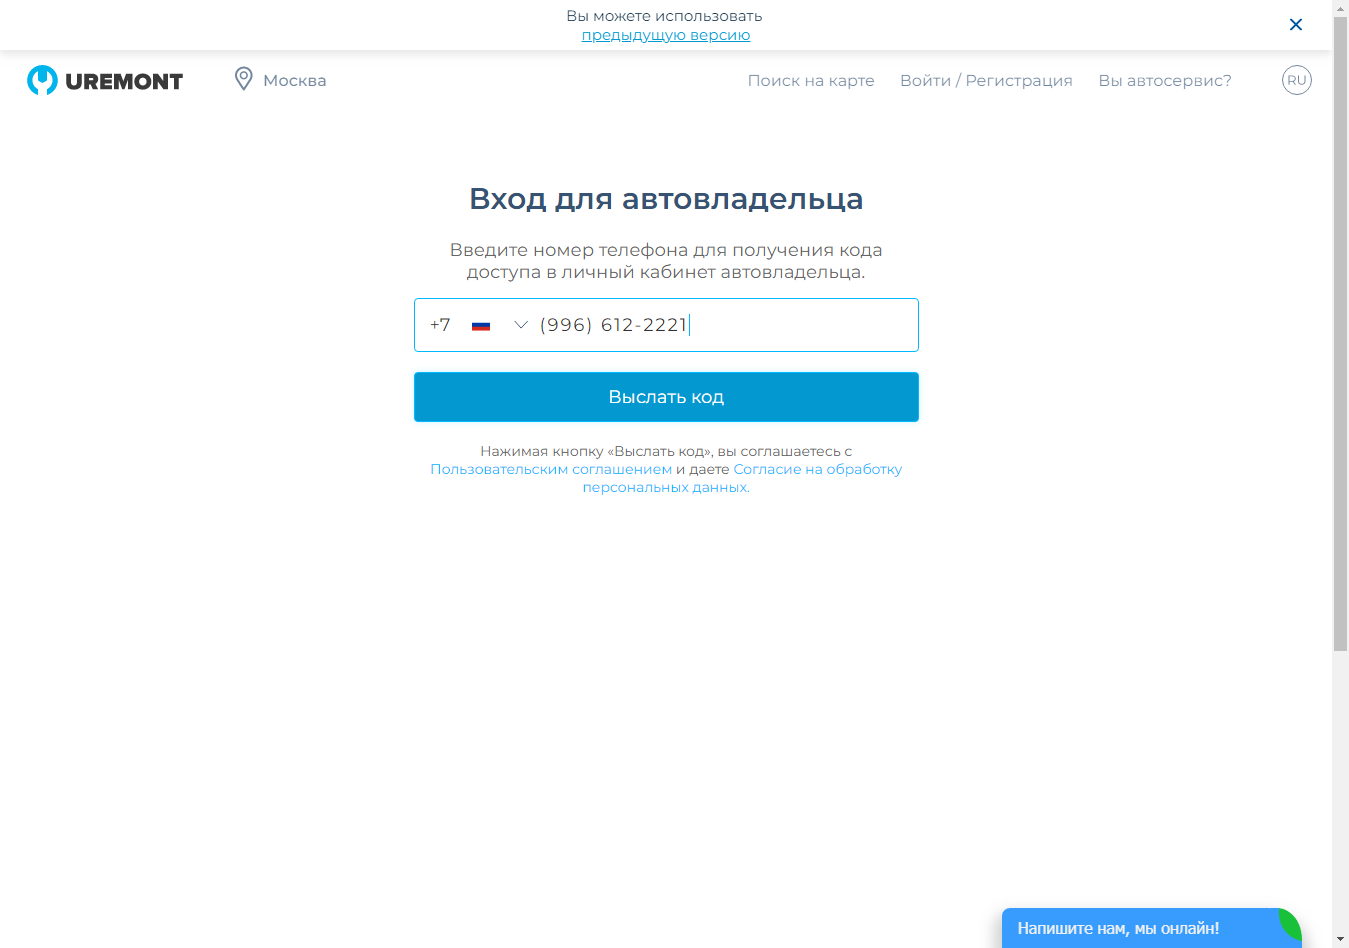 Вы можете использовать
предыдущую версию
UREMONT
Москва
Поиск на карте
Войти / Регистрация
Вы автосервис?
RU
Вход для автовладельца
Введите номер телефона для получения кода
доступа в личный кабинет автовладельца.
+7 (996) 612-2221
Выслать код
Нажимая кнопку «Выслать код», вы соглашаетесь с
Пользовательским соглашением и даете Согласие на обработку
персональных данных.
Напишите нам, мы онлайн!